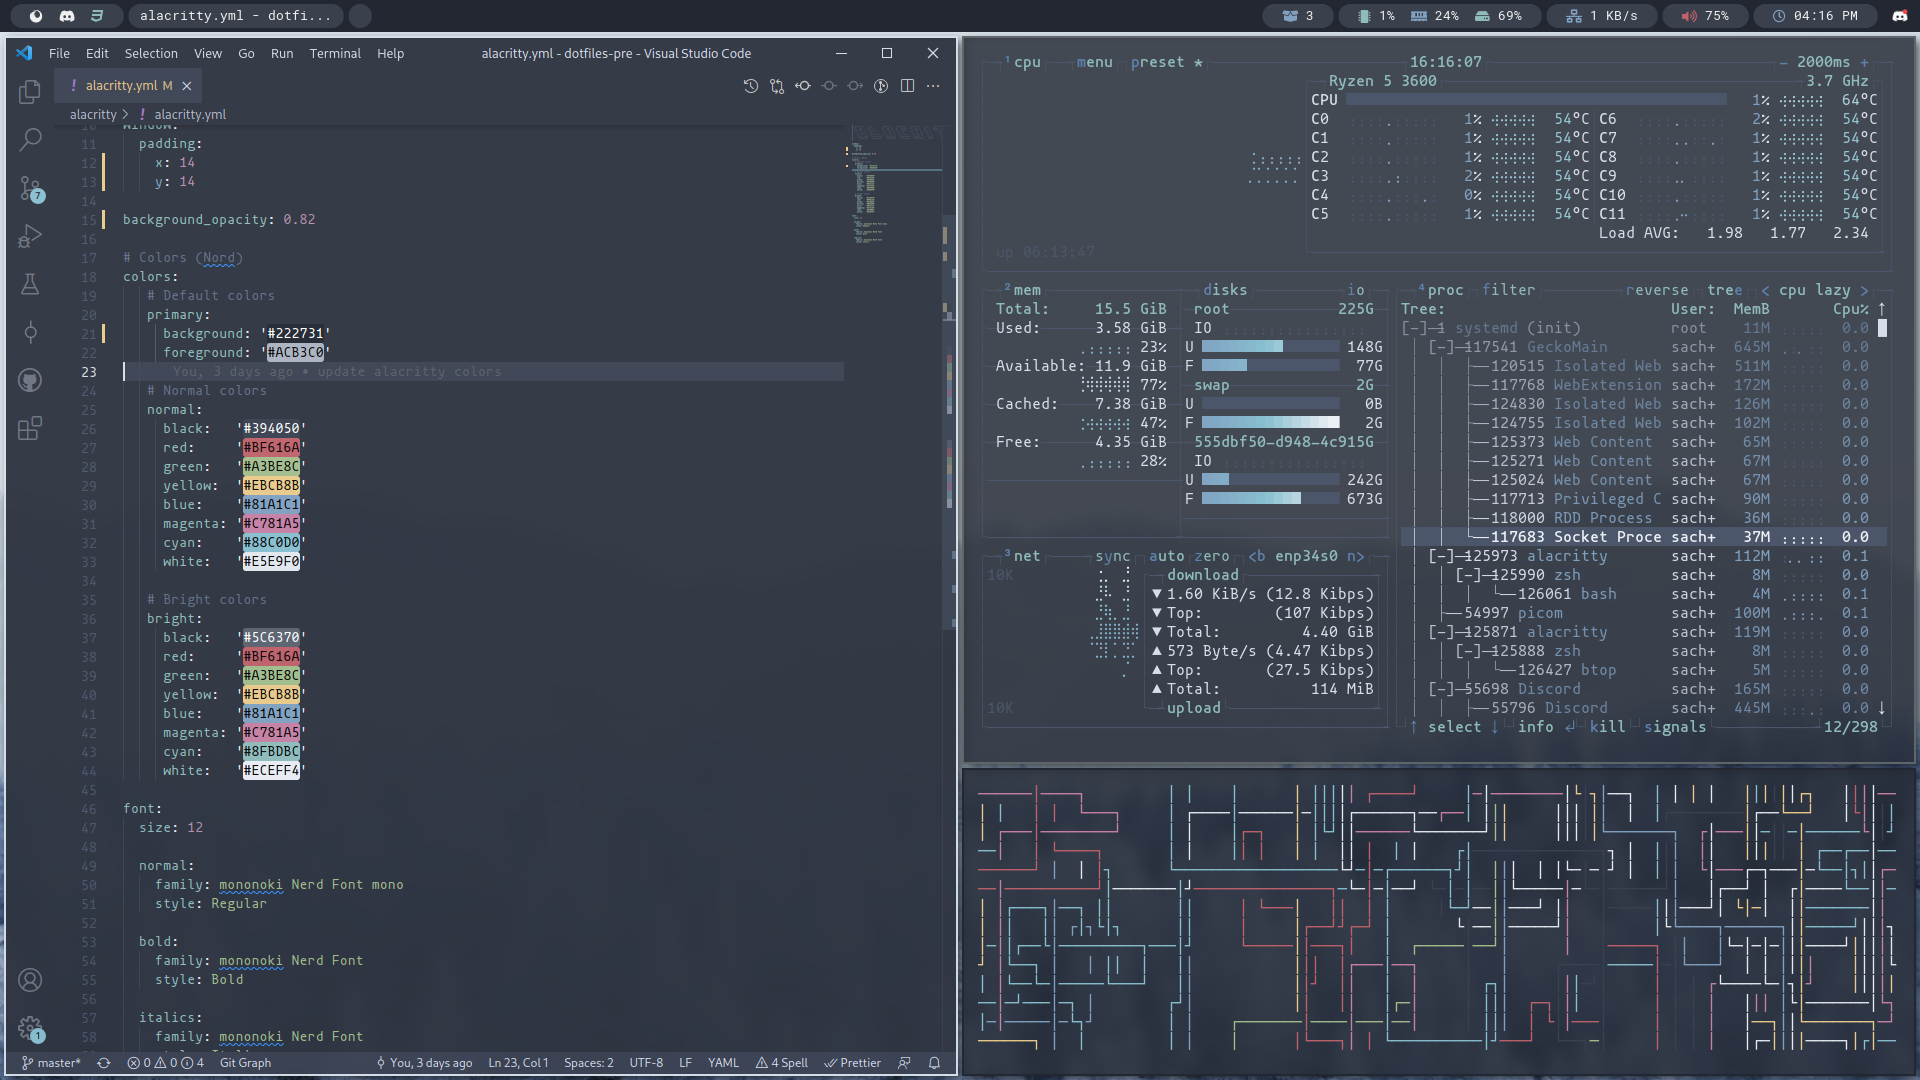 alacritty.yml - dotfi...
3
1%
24%
69%
1 KB/s
75%
04:16 PM
File Edit Selection View Go Run Terminal Help
alacritty.yml - dotfiles-pre - Visual Studio Code
! alacritty.yml M
alacritty > ! alacritty.yml
10 window:
11 padding:
12 x: 14
13 y: 14
14
15 background_opacity: 0.82
16
17 # Colors (Nord)
18 colors:
19 # Default colors
20 primary:
21 background: '#222731'
22 foreground: '#ACB3C0'
23 You, 3 days ago • update alacritty colors
24 # Normal colors
25 normal:
26 black: '#394050'
27 red: '#BF616A'
28 green: '#A3BE8C'
29 yellow: '#EBCB8B'
30 blue: '#81A1C1'
31 magenta: '#C781A5'
32 cyan: '#88C0D0'
33 white: '#E5E9F0'
34
35 # Bright colors
36 bright:
37 black: '#5C6370'
38 red: '#BF616A'
39 green: '#A3BE8C'
40 yellow: '#EBCB8B'
41 blue: '#81A1C1'
42 magenta: '#C781A5'
43 cyan: '#8FBDBC'
44 white: '#ECEFF4'
45
46 font:
47 size: 12
48
49 normal:
50 family: mononoki Nerd Font mono
51 style: Regular
52
53 bold:
54 family: mononoki Nerd Font
55 style: Bold
56
57 italics:
58 family: mononoki Nerd Font
7
1
master* 0 0 4 Git Graph
You, 3 days ago Ln 23, Col 1 Spaces: 2 UTF-8 LF YAML 4 Spell Prettier
1 cpu menu preset * 16:16:07 - 2000ms +
Ryzen 5 3600 3.7 GHz
CPU 1% 64°C
C0 1% 54°C C6 2% 54°C
C1 1% 54°C C7 1% 54°C
C2 1% 54°C C8 1% 54°C
C3 2% 54°C C9 1% 54°C
C4 0% 54°C C10 1% 54°C
C5 1% 54°C C11 1% 54°C
Load AVG: 1.98 1.77 2.34
up 06:13:47
2 mem
Total: 15.5 GiB
Used: 3.58 GiB
23%
Available: 11.9 GiB
77%
Cached: 7.38 GiB
47%
Free: 4.35 GiB
28%
disks io
root 225G
IO
U 148G
F 77G
swap 2G
U 0B
F 2G
555dbf50-d948-4c915G
IO
U 242G
F 673G
3 net sync auto zero <b enp34s0 n>
10K
download
▼ 1.60 KiB/s (12.8 Kibps)
▼ Top: (107 Kibps)
▼ Total: 4.40 GiB
▲ 573 Byte/s (4.47 Kibps)
▲ Top: (27.5 Kibps)
▲ Total: 114 MiB
10K
upload
4 proc filter reverse tree < cpu lazy >
Tree: User: MemB Cpu% ↑
[-]─1 systemd (init) root 11M 0.0
[-]─117541 GeckoMain sach+ 645M 0.0
├─120515 Isolated Web sach+ 511M 0.0
├─117768 WebExtension sach+ 172M 0.0
├─124830 Isolated Web sach+ 126M 0.0
├─124755 Isolated Web sach+ 102M 0.0
├─125373 Web Content sach+ 65M 0.0
├─125271 Web Content sach+ 67M 0.0
├─125024 Web Content sach+ 67M 0.0
├─117713 Privileged C sach+ 90M 0.0
├─118000 RDD Process sach+ 36M 0.0
└─117683 Socket Proce sach+ 37M 0.0
[-]─125973 alacritty sach+ 112M 0.1
[-]─125990 zsh sach+ 8M 0.0
└─126061 bash sach+ 4M 0.1
├─54997 picom sach+ 100M 0.1
[-]─125871 alacritty sach+ 119M 0.0
[-]─125888 zsh sach+ 8M 0.0
└─126427 btop sach+ 5M 0.0
[-]─55698 Discord sach+ 165M 0.0
├─55796 Discord sach+ 445M 0.0 ↓
↑ select ↓ info ↵ kill signals 12/298